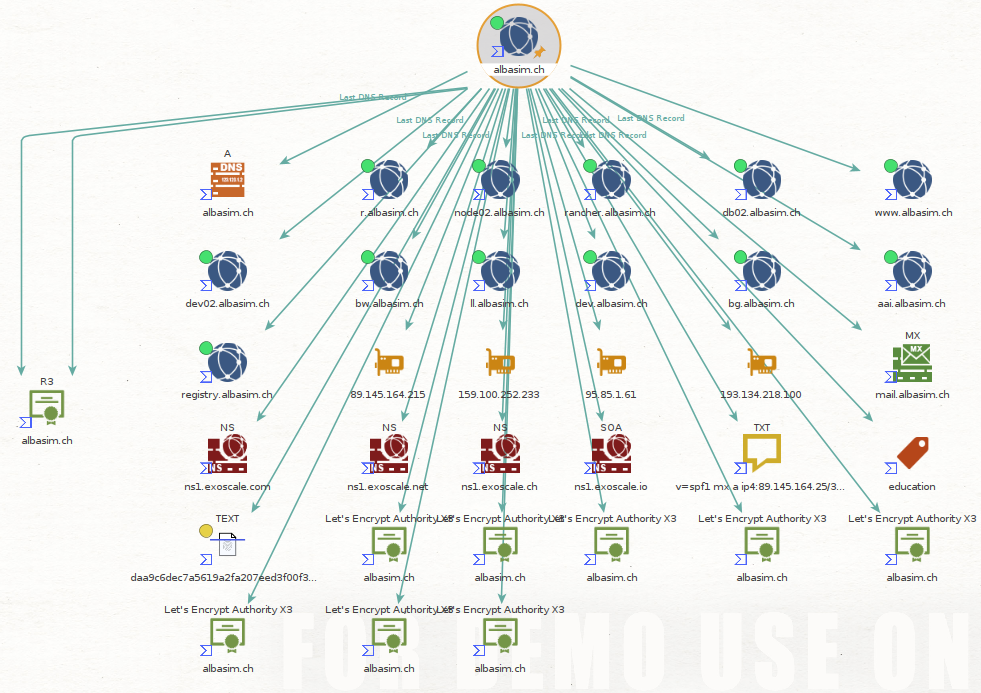 albasim.ch
Last DNS Record
Last DNS Record
Last DNS Record
Last DNS Record
Last DNS Record
Last DNS Record
A
DNS
albasim.ch
r.albasim.ch
node02.albasim.ch
rancher.albasim.ch
db02.albasim.ch
www.albasim.ch
dev02.albasim.ch
bw.albasim.ch
ll.albasim.ch
dev.albasim.ch
bg.albasim.ch
aai.albasim.ch
R3
albasim.ch
registry.albasim.ch
89.145.164.215
159.100.252.233
95.85.1.61
193.134.218.100
MX
MX
mail.albasim.ch
NS
NS
ns1.exoscale.com
NS
NS
ns1.exoscale.net
NS
NS
ns1.exoscale.ch
SOA
NS
ns1.exoscale.io
TXT
v=spf1 mx a ip4:89.145.164.25/3...
education
TEXT
daa9c6dec7a5619a2fa207eed3f00f3...
Let's Encrypt Authority X3
albasim.ch
Let's Encrypt Authority X3
albasim.ch
Let's Encrypt Authority X3
albasim.ch
Let's Encrypt Authority X3
albasim.ch
Let's Encrypt Authority X3
albasim.ch
Let's Encrypt Authority X3
albasim.ch
Let's Encrypt Authority X3
albasim.ch
Let's Encrypt Authority X3
albasim.ch
FOR DEMO USE ON